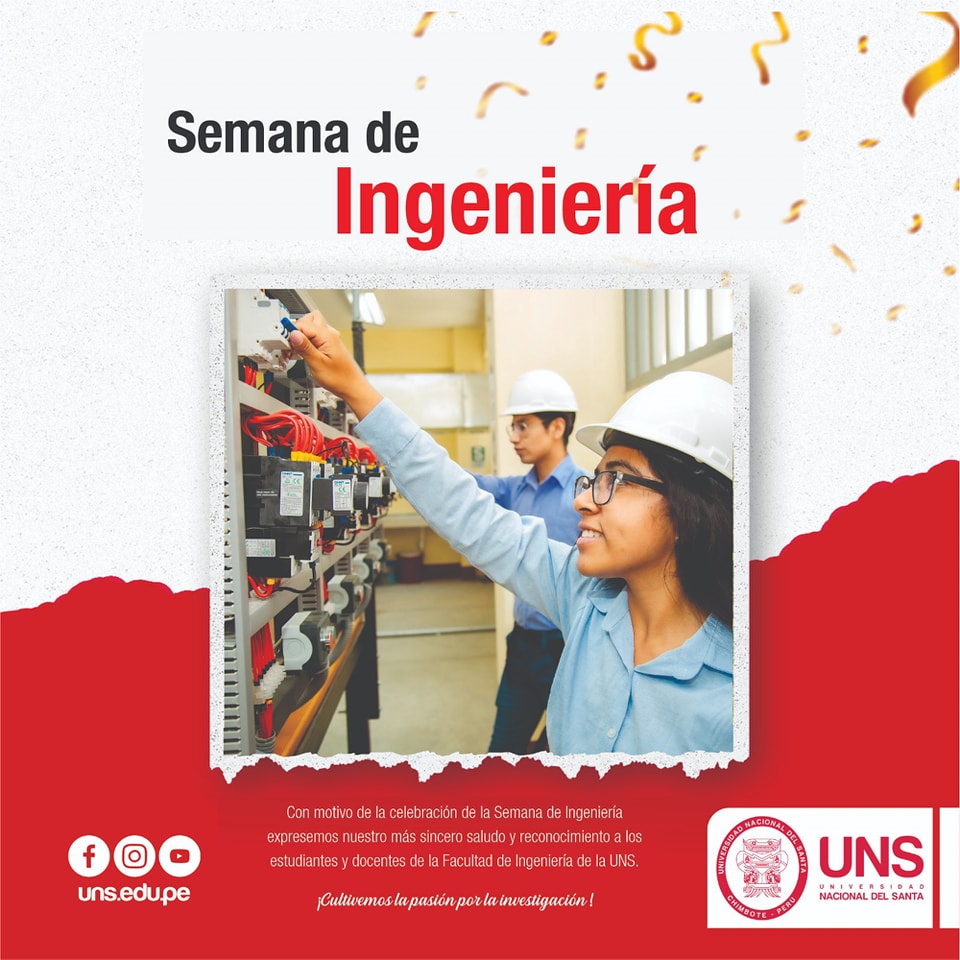 Semana de
Ingeniería
Con motivo de la celebración de la Semana de Ingeniería
expresemos nuestro más sincero saludo y reconocimiento a los
estudiantes y docentes de la Facultad de Ingeniería de la UNS.
¡Cultivemos la pasión por la investigación !
uns.edu.pe
UNIVERSIDAD NACIONAL DEL SANTA
CHIMBOTE - PERU
UNS
UNIVERSIDAD
NACIONAL DEL SANTA